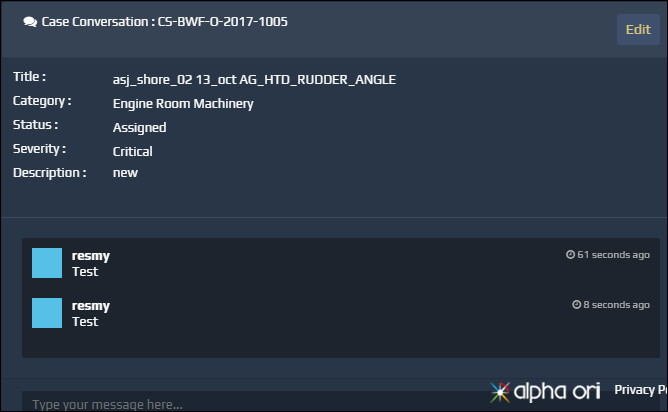 Case Conversation : CS-BWF-O-2017-1005
Edit
Title : asj_shore_02 13_oct AG_HTD_RUDDER_ANGLE
Category : Engine Room Machinery
Status : Assigned
Severity : Critical
Description : new
resmy 61 seconds ago
Test
resmy 8 seconds ago
Test
Type your message here...
alpha ori Privacy P